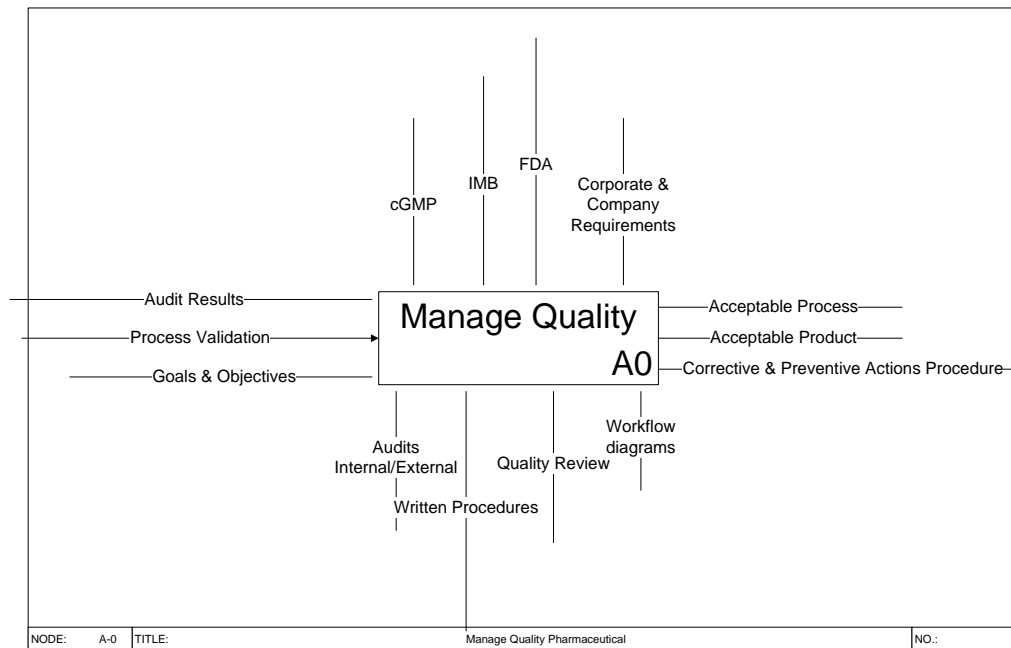 FDA
IMB
cGMP
Corporate &
Company
Requirements
Audit Results
Process Validation
Goals & Objectives
Manage Quality
A0
Acceptable Process
Acceptable Product
Corrective & Preventive Actions Procedure
Audits
Internal/External
Written Procedures
Quality Review
Workflow
diagrams
NODE: A-0 TITLE: Manage Quality Pharmaceutical NO.: